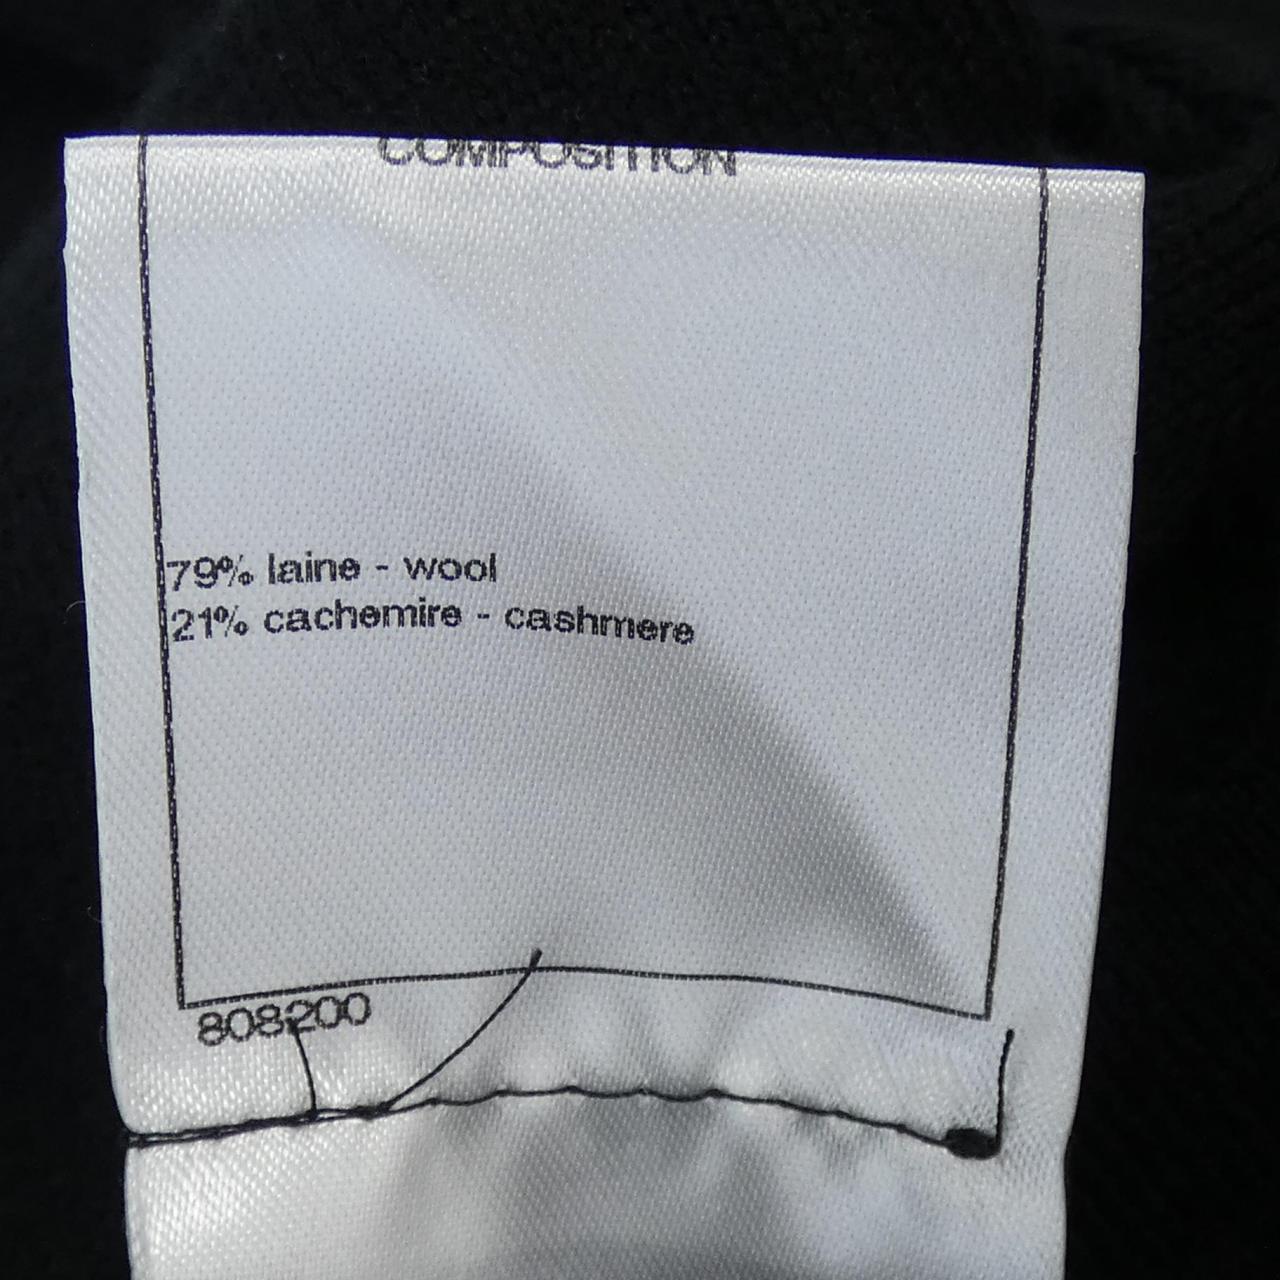 COMPOSITION
79% laine - wool
21% cachemire - cashmere
808200